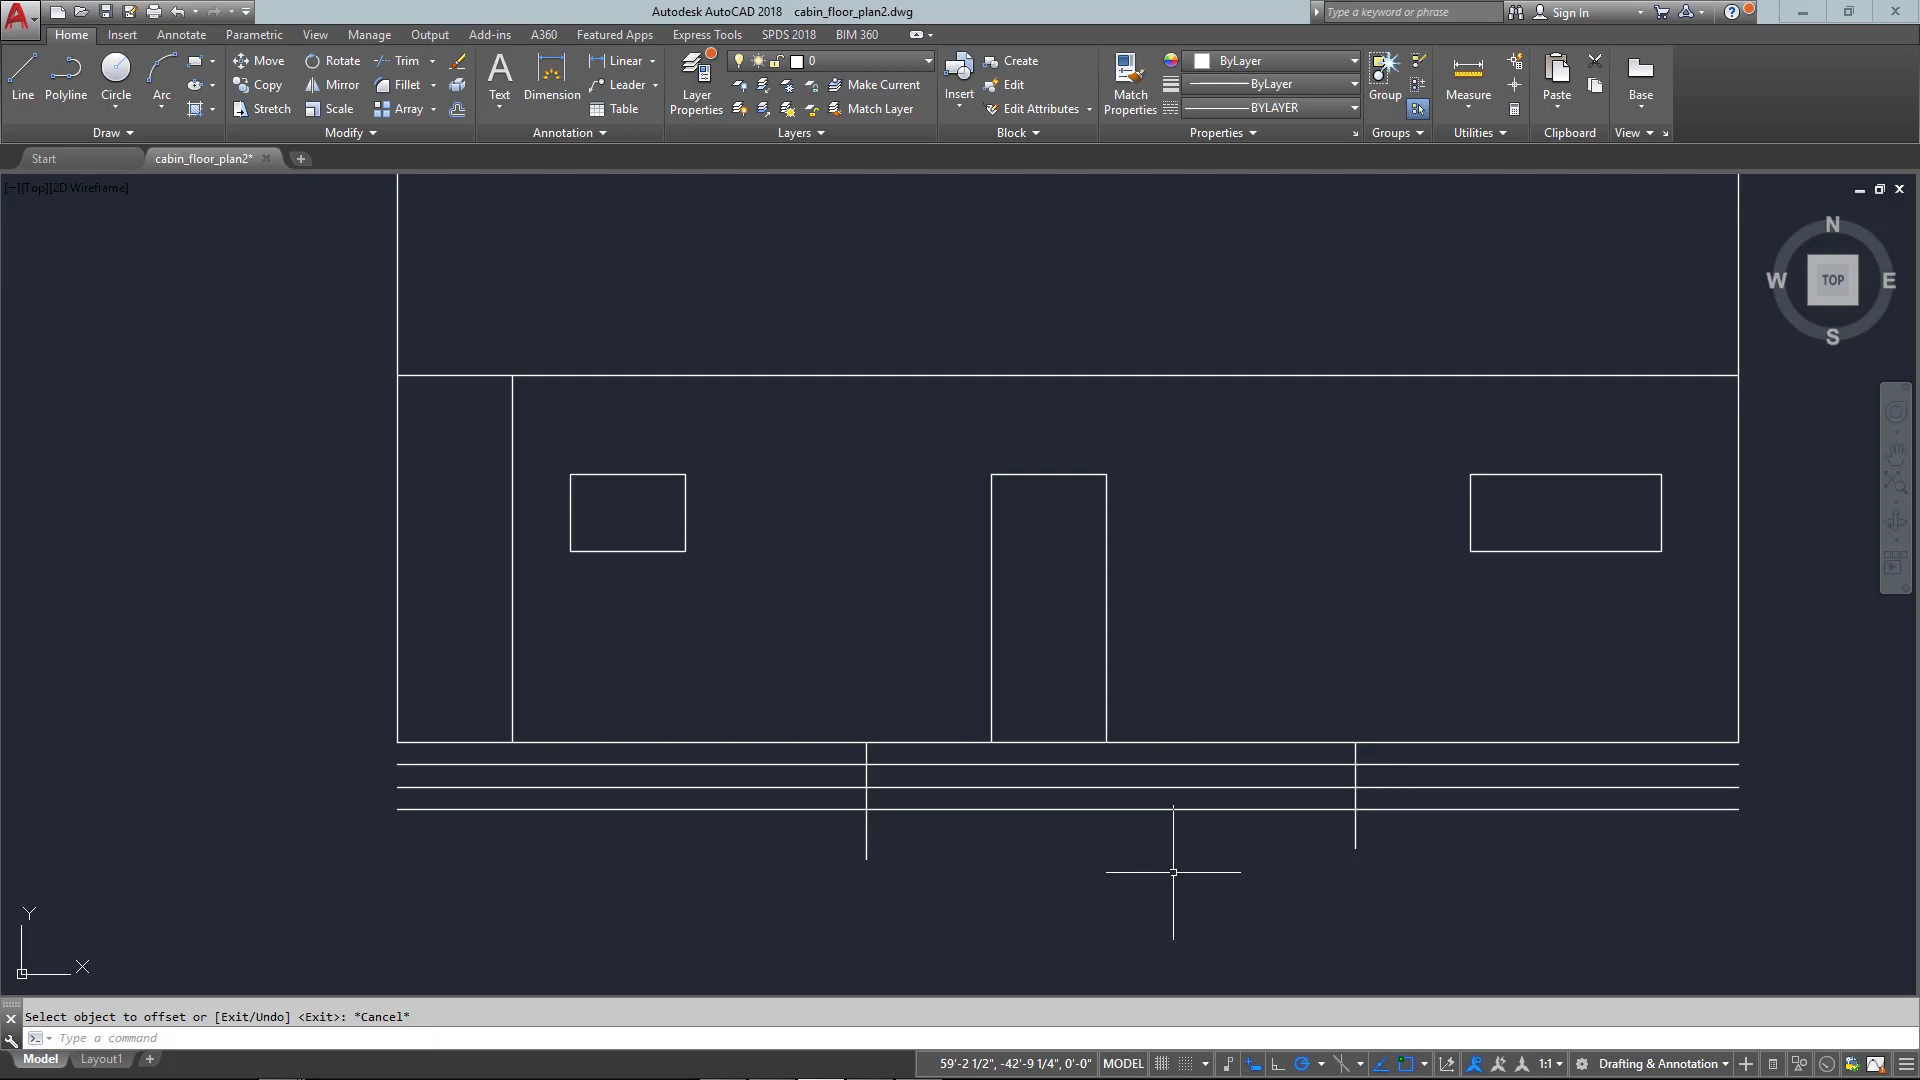 Autodesk AutoCAD 2018 cabin_floor_plan2.dwg
Type a keyword or phrase
Sign In
Home Insert Annotate Parametric View Manage Output Add-ins A360 Featured Apps Express Tools SPDS 2018 BIM 360
Line
Polyline
Circle
Arc
Draw
Move
Copy
Stretch
Rotate
Mirror
Scale
Trim
Fillet
Array
Modify
Text
Dimension
Linear
Leader
Table
Annotation
Layer
Properties
0
Make Current
Match Layer
Layers
Insert
Create
Edit
Edit Attributes
Block
Match
Properties
ByLayer
ByLayer
BYLAYER
Properties
Group
Groups
Measure
Utilities
Paste
Clipboard
Base
View
Start
cabin_floor_plan2*
[−][Top][2D Wireframe]
N
W
TOP
E
S
Y
X
Select object to offset or [Exit/Undo] <Exit>: *Cancel*
Type a command
Model
Layout1
59'-2 1/2", -42'-9 1/4", 0'-0"
MODEL
1:1
Drafting & Annotation